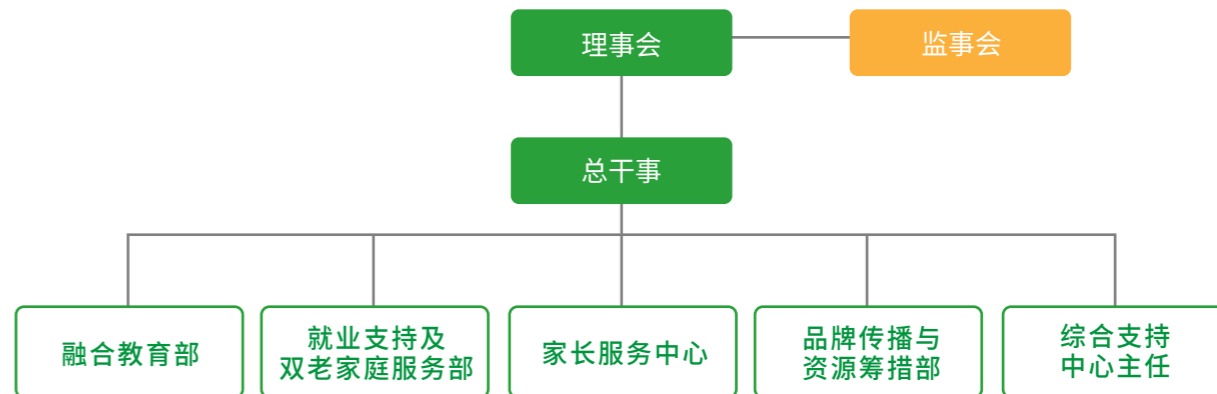 理事会
监事会
总干事
融合教育部
就业支持及
双老家庭服务部
家长服务中心
品牌传播与
资源筹措部
综合支持
中心主任